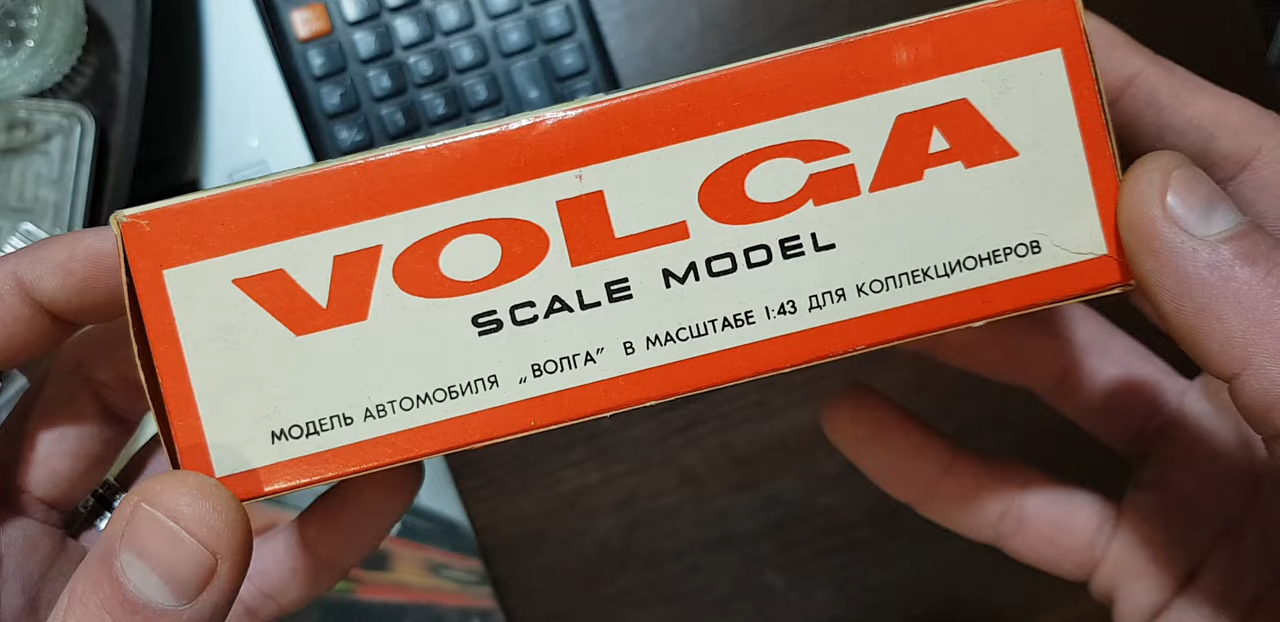 VOLGA
SCALE MODEL
МОДЕЛЬ АВТОМОБИЛЯ „ВОЛГА” В МАСШТАБЕ 1:43 ДЛЯ КОЛЛЕКЦИОНЕРОВ